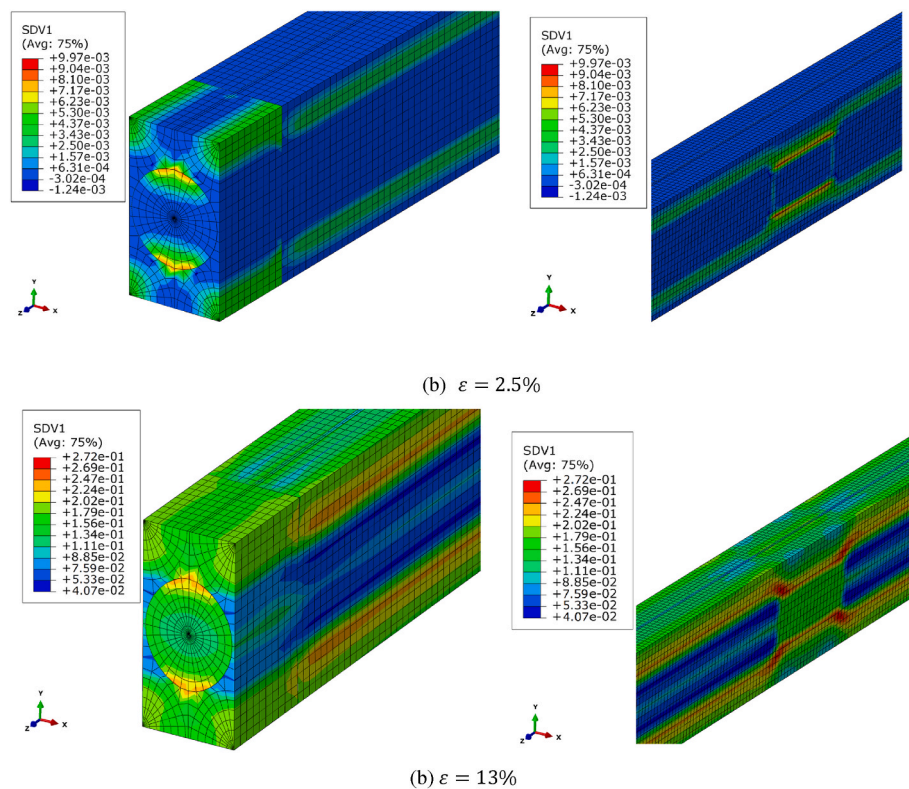 SDV1
(Avg: 75%)
+9.97e-03
+9.04e-03
+8.10e-03
+7.17e-03
+6.23e-03
+5.30e-03
+4.37e-03
+3.43e-03
+2.50e-03
+1.57e-03
+6.31e-04
-3.02e-04
-1.24e-03
Y
X
Z
SDV1
(Avg: 75%)
+9.97e-03
+9.04e-03
+8.10e-03
+7.17e-03
+6.23e-03
+5.30e-03
+4.37e-03
+3.43e-03
+2.50e-03
+1.57e-03
+6.31e-04
-3.02e-04
-1.24e-03
Y
X
Z
(b) ε = 2.5%
SDV1
(Avg: 75%)
+2.72e-01
+2.69e-01
+2.47e-01
+2.24e-01
+2.02e-01
+1.79e-01
+1.56e-01
+1.34e-01
+1.11e-01
+8.85e-02
+7.59e-02
+5.33e-02
+4.07e-02
Y
X
Z
SDV1
(Avg: 75%)
+2.72e-01
+2.69e-01
+2.47e-01
+2.24e-01
+2.02e-01
+1.79e-01
+1.56e-01
+1.34e-01
+1.11e-01
+8.85e-02
+7.59e-02
+5.33e-02
+4.07e-02
Y
X
Z
(b) ε = 13%